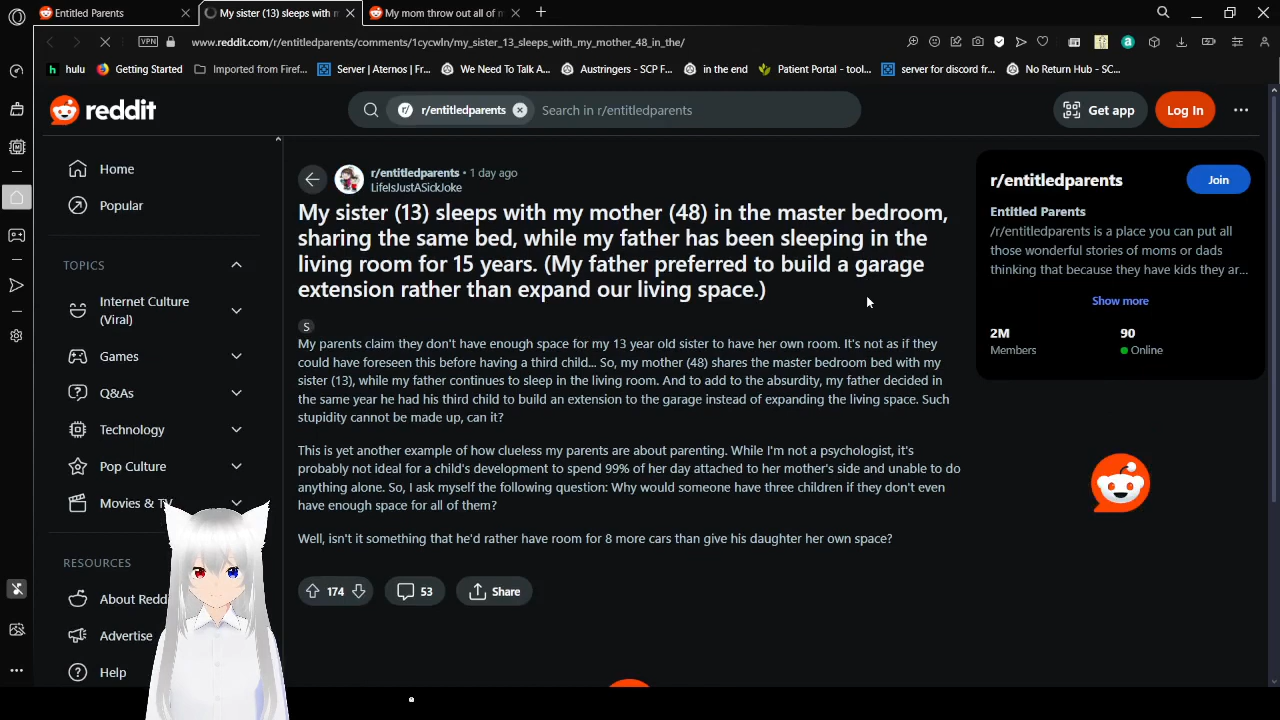 Entitled Parents
My sister (13) sleeps with m
My mom throw out all of m
VPN
www.reddit.com/r/entitledparents/comments/1cycwln/my_sister_13_sleeps_with_my_mother_48_in_the/
hulu
Getting Started
Imported from Firef...
Server | Aternos | Fr...
We Need To Talk A...
Austringers - SCP F...
in the end
Patient Portal - tool...
server for discord fr...
No Return Hub - SC...
reddit
r/entitledparents
Search in r/entitledparents
Get app
Log In
Home
Popular
TOPICS
Internet Culture
(Viral)
Games
Q&As
Technology
Pop Culture
Movies & TV
RESOURCES
About Redd
Advertise
Help
r/entitledparents • 1 day ago
LifeIsJustASickJoke
My sister (13) sleeps with my mother (48) in the master bedroom,
sharing the same bed, while my father has been sleeping in the
living room for 15 years. (My father preferred to build a garage
extension rather than expand our living space.)
S
My parents claim they don't have enough space for my 13 year old sister to have her own room. It's not as if they
could have foreseen this before having a third child... So, my mother (48) shares the master bedroom bed with my
sister (13), while my father continues to sleep in the living room. And to add to the absurdity, my father decided in
the same year he had his third child to build an extension to the garage instead of expanding the living space. Such
stupidity cannot be made up, can it?
This is yet another example of how clueless my parents are about parenting. While I'm not a psychologist, it's
probably not ideal for a child's development to spend 99% of her day attached to her mother's side and unable to do
anything alone. So, I ask myself the following question: Why would someone have three children if they don't even
have enough space for all of them?
Well, isn't it something that he'd rather have room for 8 more cars than give his daughter her own space?
174
53
Share
r/entitledparents
Join
Entitled Parents
/r/entitledparents is a place you can put all
those wonderful stories of moms or dads
thinking that because they have kids they ar...
Show more
2M
Members
90
Online